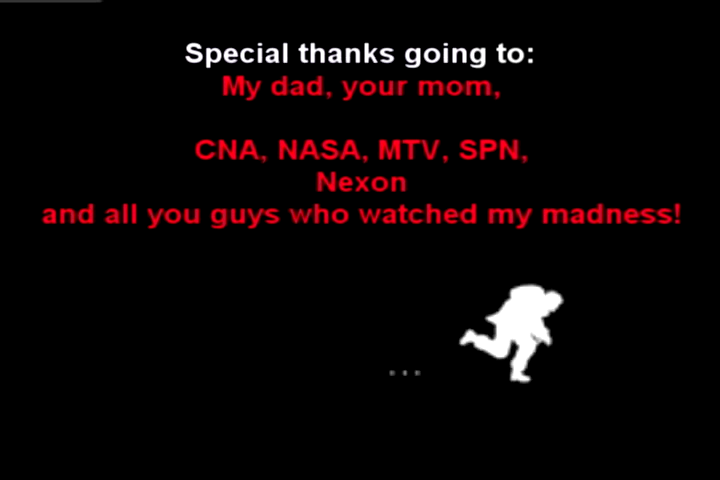 Special thanks going to:
My dad, your mom,
CNA, NASA, MTV, SPN,
Nexon
and all you guys who watched my madness!
...